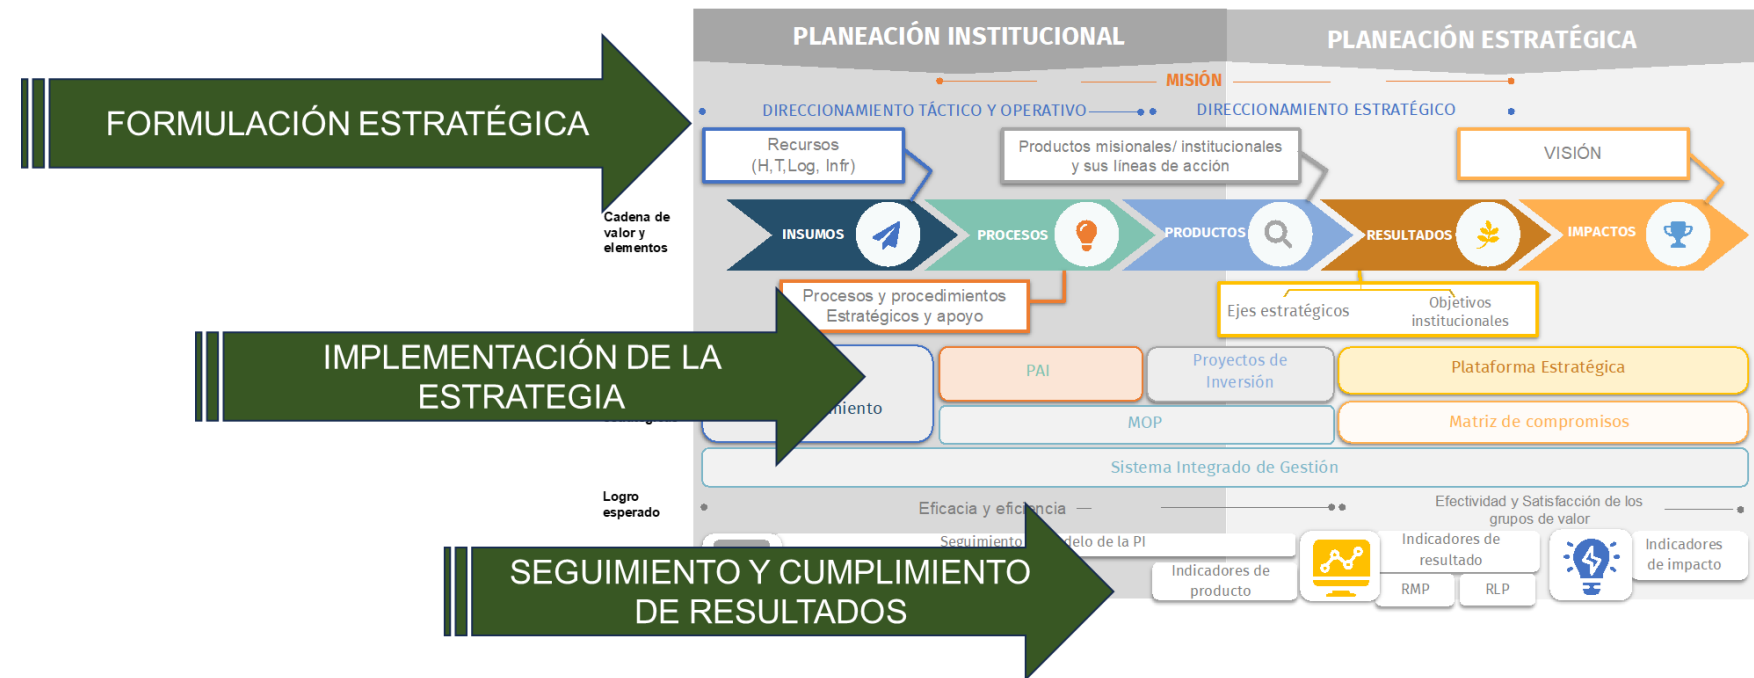 PLANEACIÓN INSTITUCIONAL
PLANEACIÓN ESTRATÉGICA
MISIÓN
DIRECCIONAMIENTO TÁCTICO Y OPERATIVO
DIRECCIONAMIENTO ESTRATÉGICO
FORMULACIÓN ESTRATÉGICA
Recursos
(H,T,Log, Infr)
Productos misionales/ institucionales
y sus líneas de acción
VISIÓN
Cadena de
valor y
elementos
INSUMOS
PROCESOS
PRODUCTOS
RESULTADOS
IMPACTOS
Procesos y procedimientos
Estratégicos y apoyo
Ejes estratégicos
Objetivos
institucionales
IMPLEMENTACIÓN DE LA
ESTRATEGIA
PAI
Proyectos de
Inversión
Plataforma Estratégica
MOP
Matriz de compromisos
Sistema Integrado de Gestión
Logro
esperado
Eficacia y eficiencia
Efectividad y Satisfacción de los
grupos de valor
Seguimiento
de la PI
SEGUIMIENTO Y CUMPLIMIENTO
DE RESULTADOS
Indicadores de
producto
Indicadores de
resultado
RMP
RLP
Indicadores
de impacto